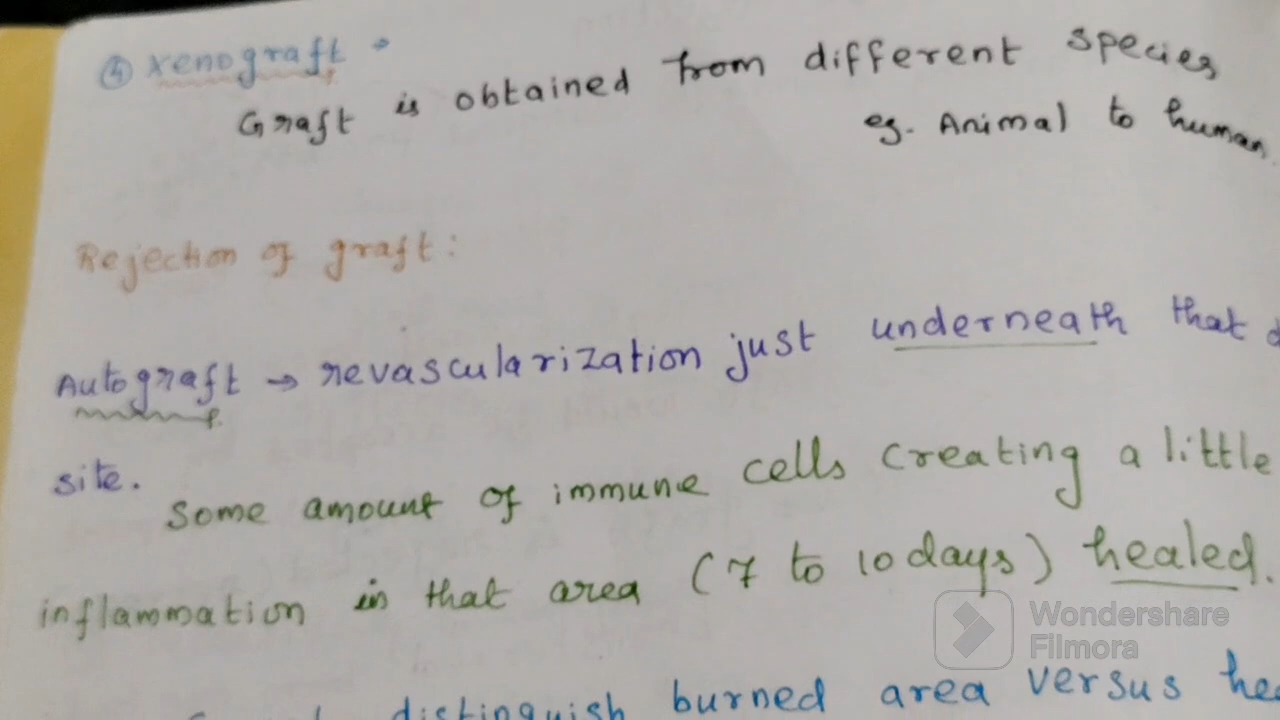 ④ Xenograft →
Graft is obtained from different species
eg. Animal to human.
Rejection of graft:
Autograft → revascularization just underneath that
site.
Some amount of immune cells creating a little
inflammation in that area (7 to 10 days) healed.
Wondershare
Filmora
distinguish burned area versus